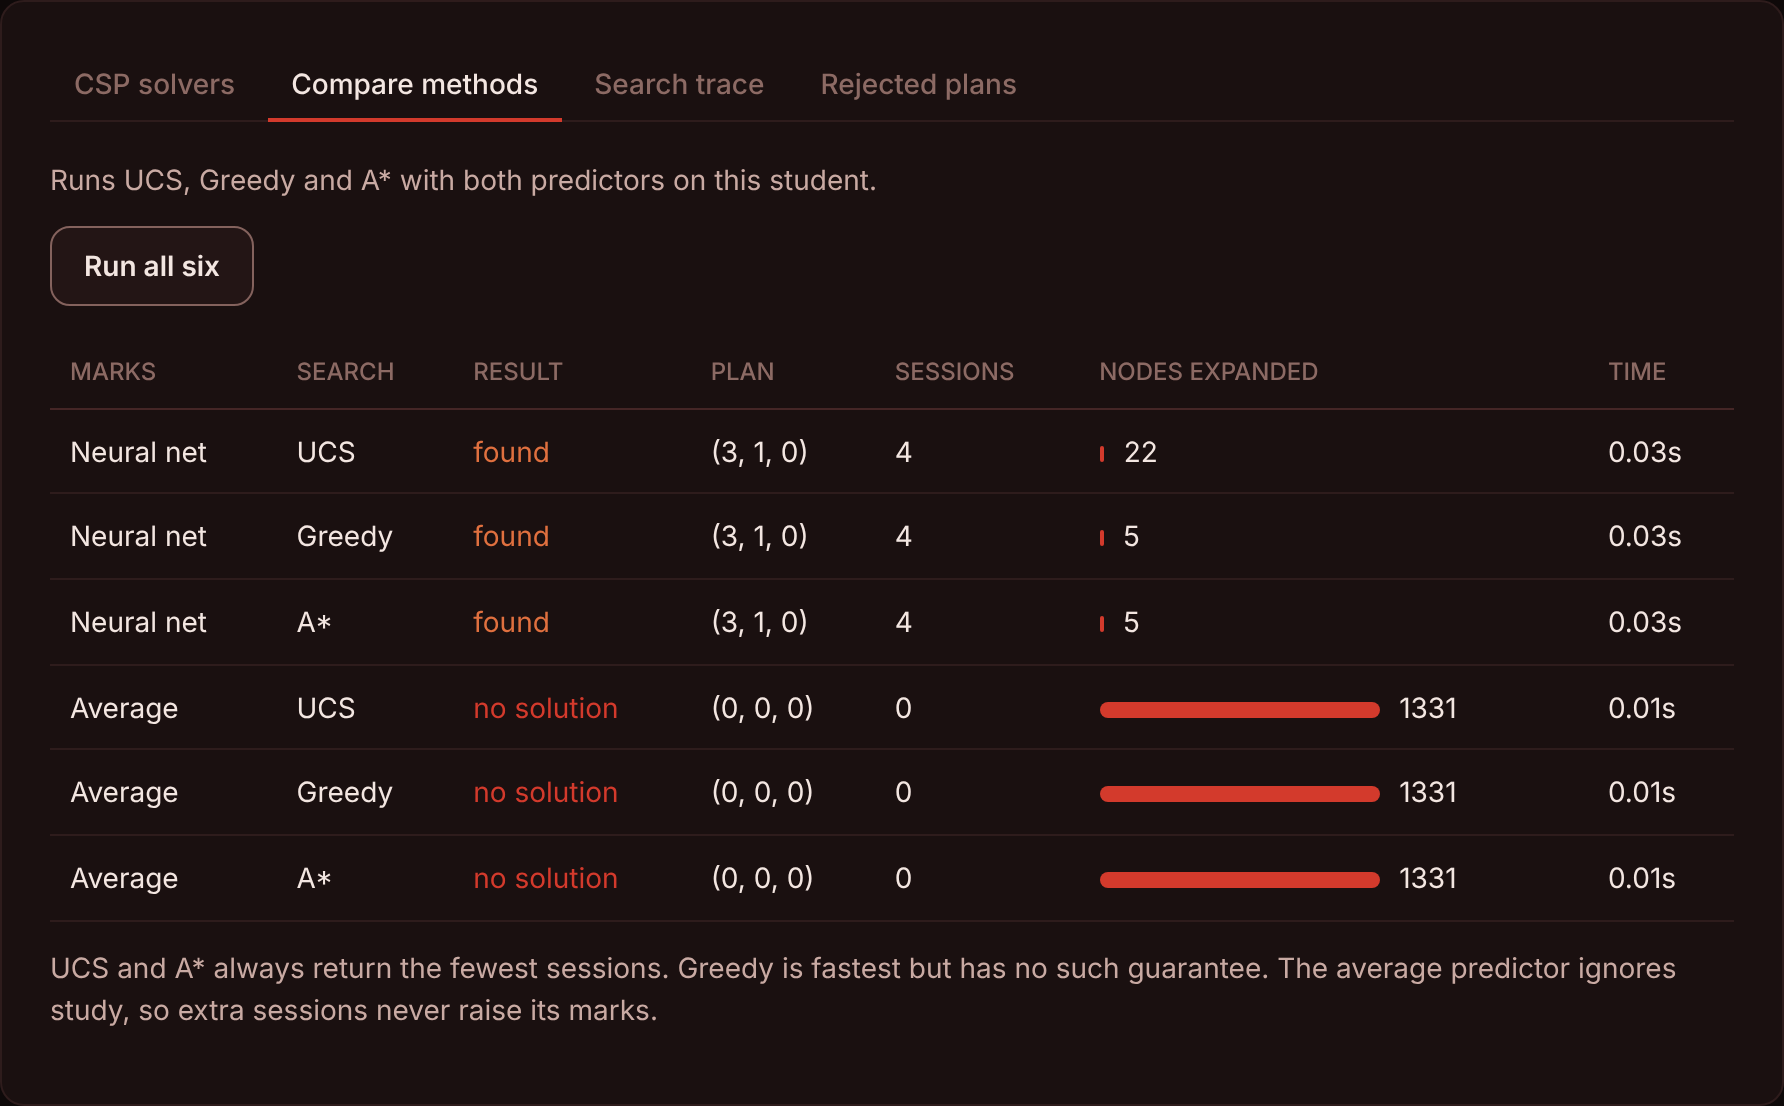 CSP solvers Compare methods Search trace Rejected plans
Runs UCS, Greedy and A* with both predictors on this student.
Run all six
MARKS SEARCH RESULT PLAN SESSIONS NODES EXPANDED TIME
Neural net UCS found (3, 1, 0) 4 22 0.03s
Neural net Greedy found (3, 1, 0) 4 5 0.03s
Neural net A* found (3, 1, 0) 4 5 0.03s
Average UCS no solution (0, 0, 0) 0 1331 0.01s
Average Greedy no solution (0, 0, 0) 0 1331 0.01s
Average A* no solution (0, 0, 0) 0 1331 0.01s
UCS and A* always return the fewest sessions. Greedy is fastest but has no such guarantee. The average predictor ignores
study, so extra sessions never raise its marks.